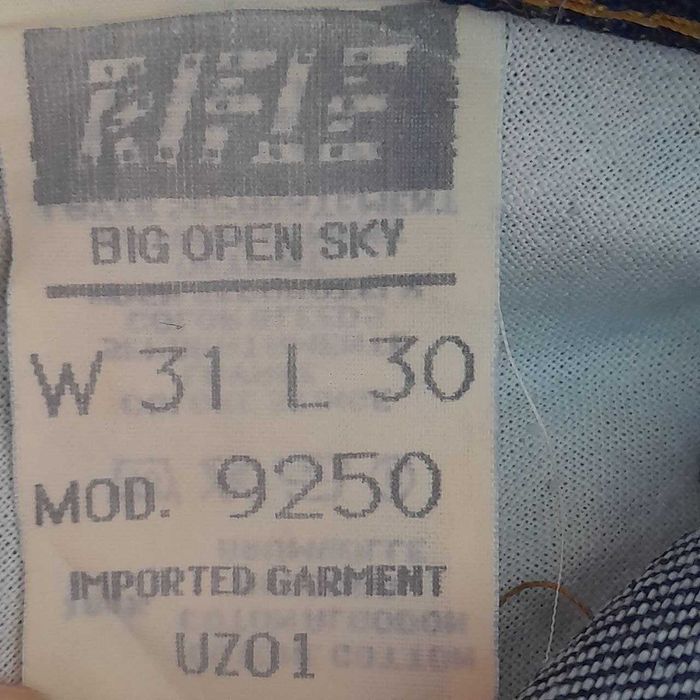 RIFLE
BIG OPEN SKY
W 31 L 30
MOD. 9250
IMPORTED GARMENT
UZ01